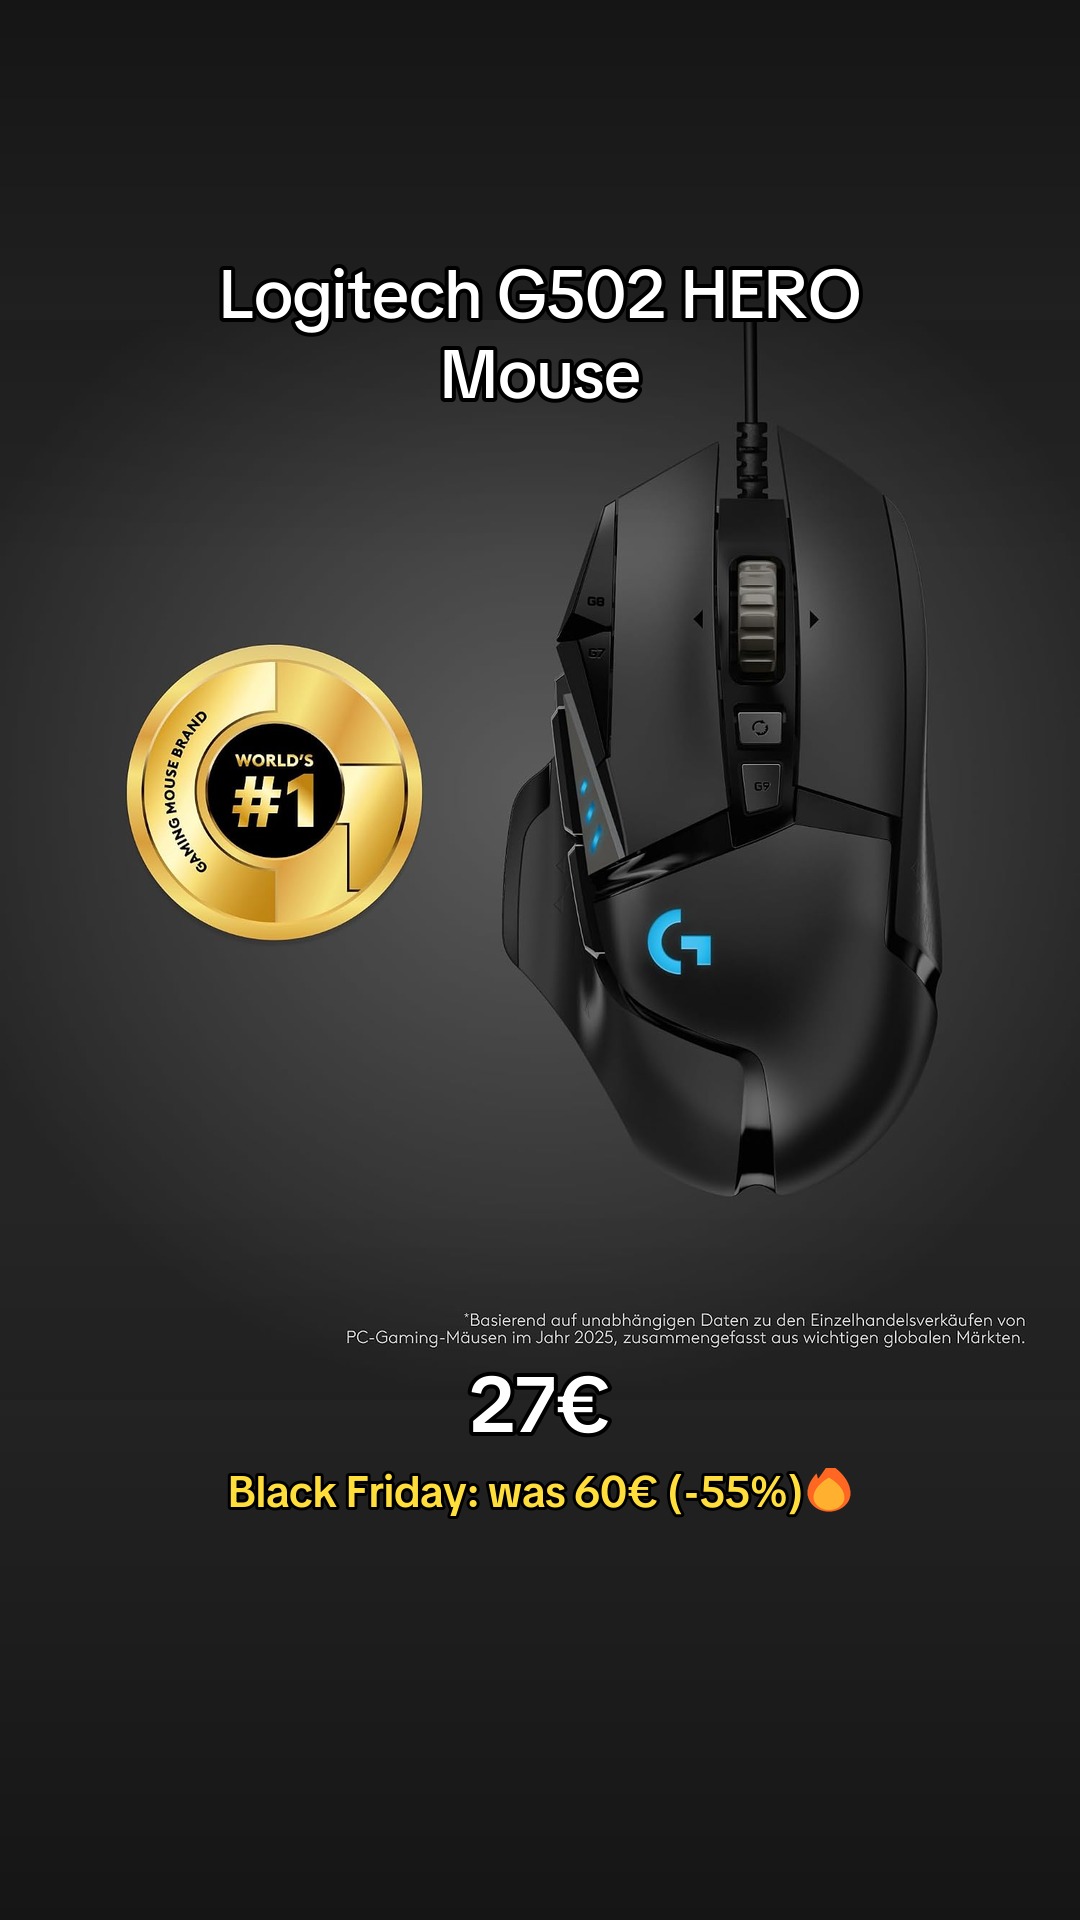 Logitech G502 HERO
Mouse
G8
G7
G9
GAMING MOUSE BRAND
WORLD'S
#1
*Basierend auf unabhängigen Daten zu den Einzelhandelsverkäufen von
PC-Gaming-Mäusen im Jahr 2025, zusammengefasst aus wichtigen globalen Märkten.
27€
Black Friday: was 60€ (-55%)🔥